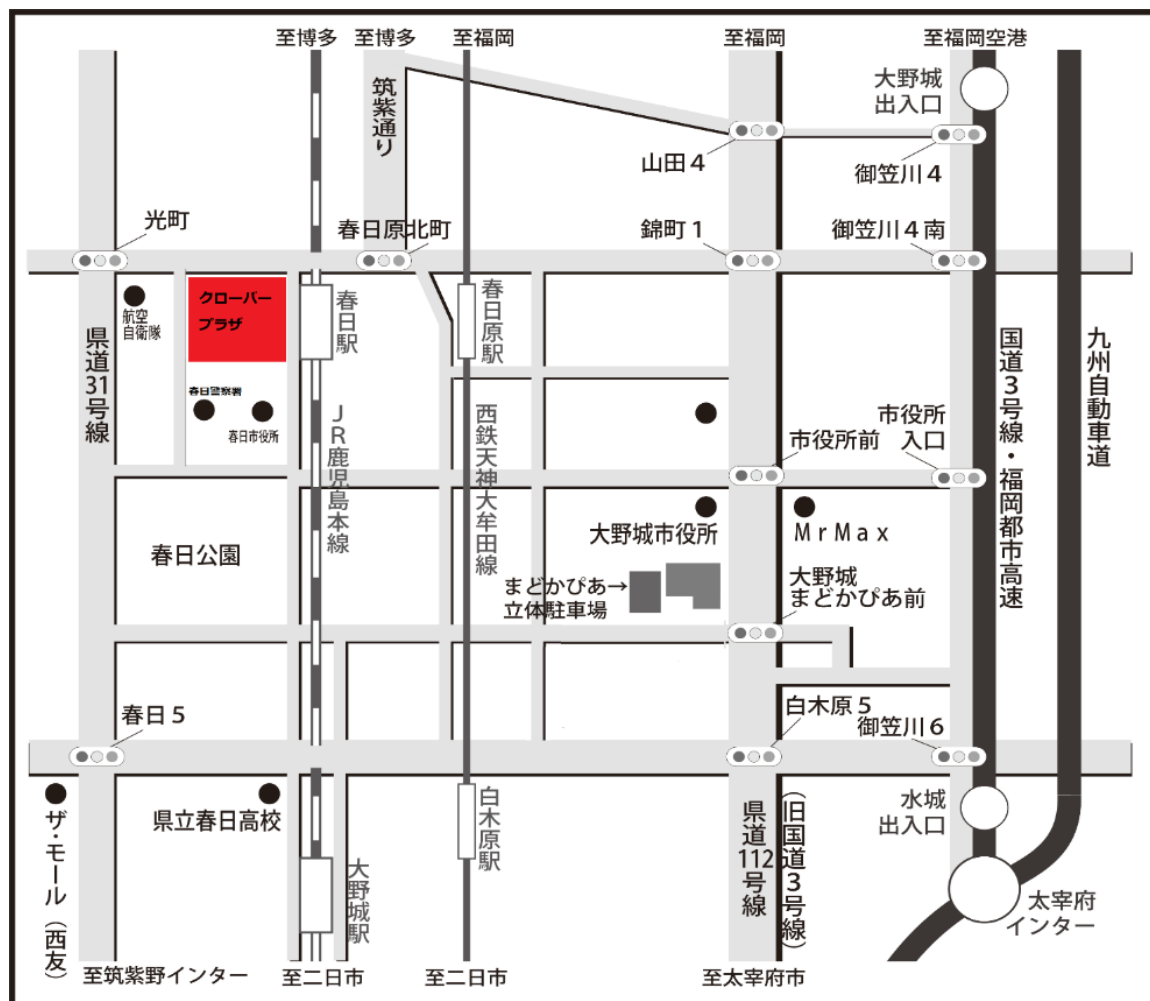 至博多
至博多
至福岡
至福岡
至福岡空港
大野城
出入口
筑紫通り
山田4
御笠川4
光町
春日原北町
錦町1
御笠川4南
クローバー
プラザ
航空
自衛隊
春日駅
春日原駅
県道31号線
国道3号線・福岡都市高速
九州自動車道
春日警察署
春日市役所
JR鹿児島本線
西鉄天神大牟田線
市役所前
市役所
入口
大野城市役所
MrMax
春日公園
まどかぴあ→
立体駐車場
大野城
まどかぴあ前
春日5
白木原5
御笠川6
ザ・モール(西友)
県立春日高校
白木原駅
大野城駅
県道112号線
(旧国道3号線)
水城
出入口
太宰府
インター
至筑紫野インター
至二日市
至二日市
至太宰府市